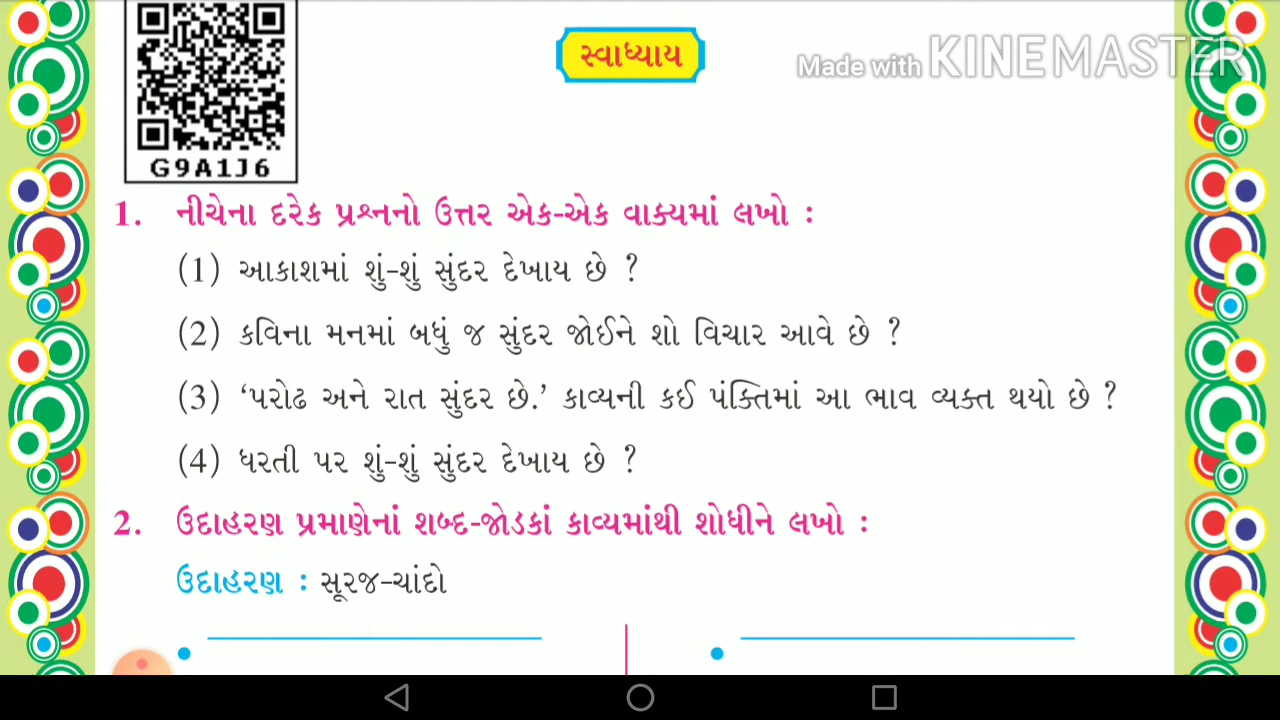 સ્વાધ્યાય
Made with KINEMASTER
G9A1J6
1. નીચેના દરેક પ્રશ્નનો ઉત્તર એક-એક વાક્યમાં લખો :
(1) આકાશમાં શું-શું સુંદર દેખાય છે ?
(2) કવિના મનમાં બધું જ સુંદર જોઈને શો વિચાર આવે છે ?
(3) ‘પરોઢ અને રાત સુંદર છે.’ કાવ્યની કઈ પંક્તિમાં આ ભાવ વ્યક્ત થયો છે ?
(4) ધરતી પર શું-શું સુંદર દેખાય છે ?
2. ઉદાહરણ પ્રમાણેનાં શબ્દ-જોડકાં કાવ્યમાંથી શોધીને લખો :
ઉદાહરણ : સૂરજ-ચાંદો